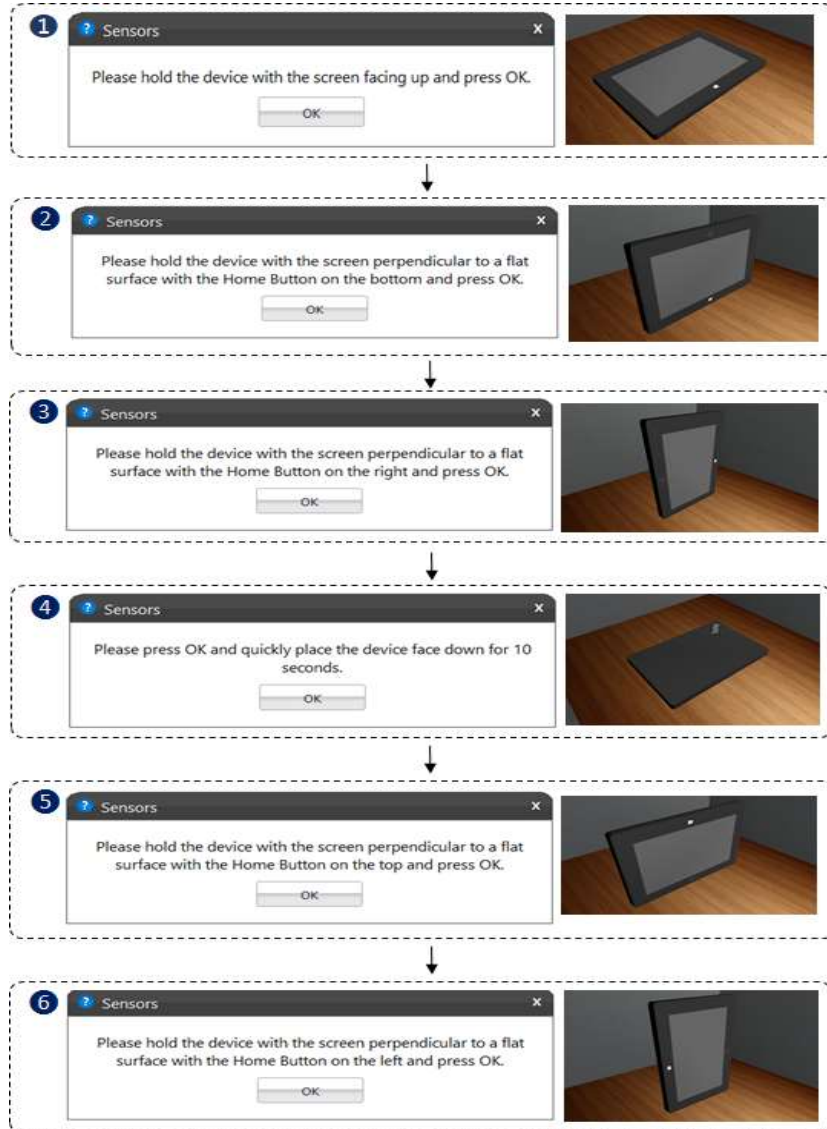 1
? Sensors x
Please hold the device with the screen facing up and press OK.
OK
2
? Sensors x
Please hold the device with the screen perpendicular to a flat
surface with the Home Button on the bottom and press OK.
OK
3
? Sensors x
Please hold the device with the screen perpendicular to a flat
surface with the Home Button on the right and press OK.
OK
4
? Sensors x
Please press OK and quickly place the device face down for 10
seconds.
OK
5
? Sensors x
Please hold the device with the screen perpendicular to a flat
surface with the Home Button on the top and press OK.
OK
6
? Sensors x
Please hold the device with the screen perpendicular to a flat
surface with the Home Button on the left and press OK.
OK